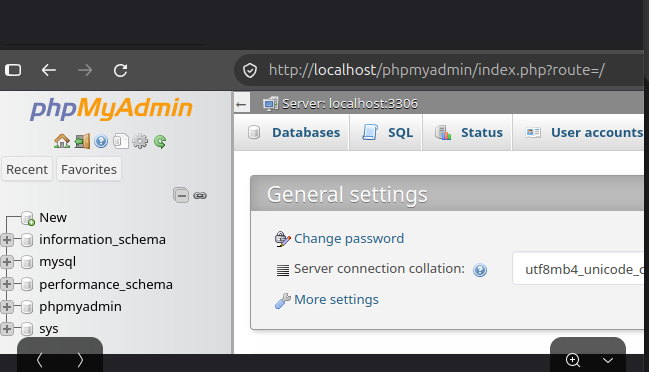 http://localhost/phpmyadmin/index.php?route=/
phpMyAdmin
Server: localhost:3306
Databases
SQL
Status
User accounts
Recent
Favorites
General settings
New
information_schema
mysql
performance_schema
phpmyadmin
sys
Change password
Server connection collation:
utf8mb4_unicode_
More settings